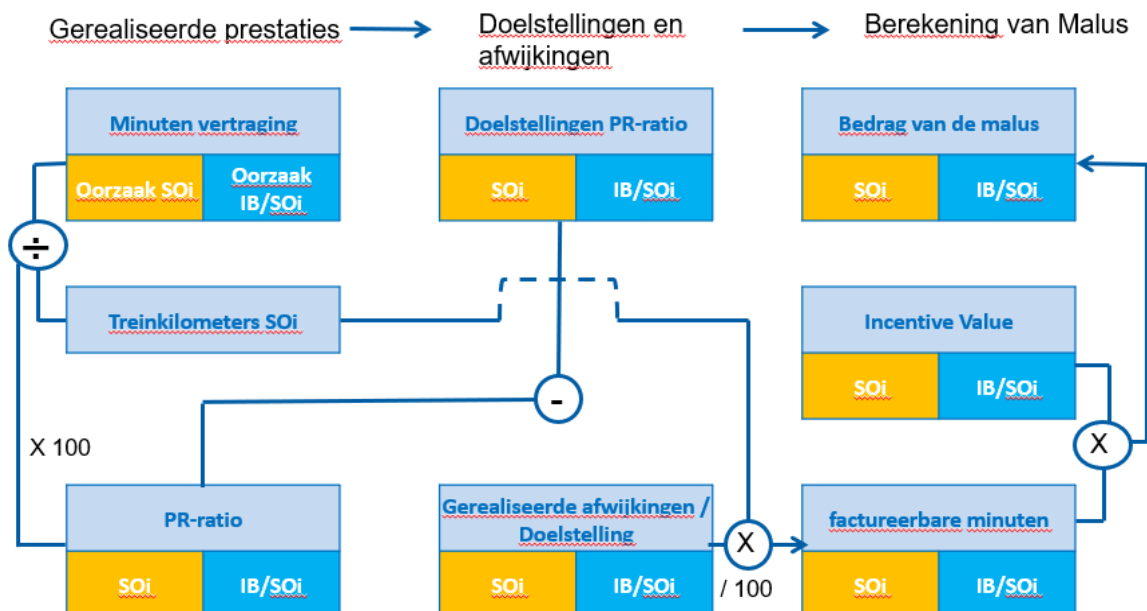 Gerealiseerde prestaties
Doelstellingen en
afwijkingen
Berekening van Malus
Minuten vertraging
Oorzaak SOi
Oorzaak
IB/SOi
Doelstellingen PR-ratio
SOi
IB/SOi
Bedrag van de malus
SOi
IB/SOi
÷
Treinkilometers SOi
Incentive Value
SOi
IB/SOi
-
X
X 100
PR-ratio
SOi
IB/SOi
Gerealiseerde afwijkingen /
Doelstelling
SOi
IB/SOi
X
/ 100
factureerbare minuten
SOi
IB/SOi